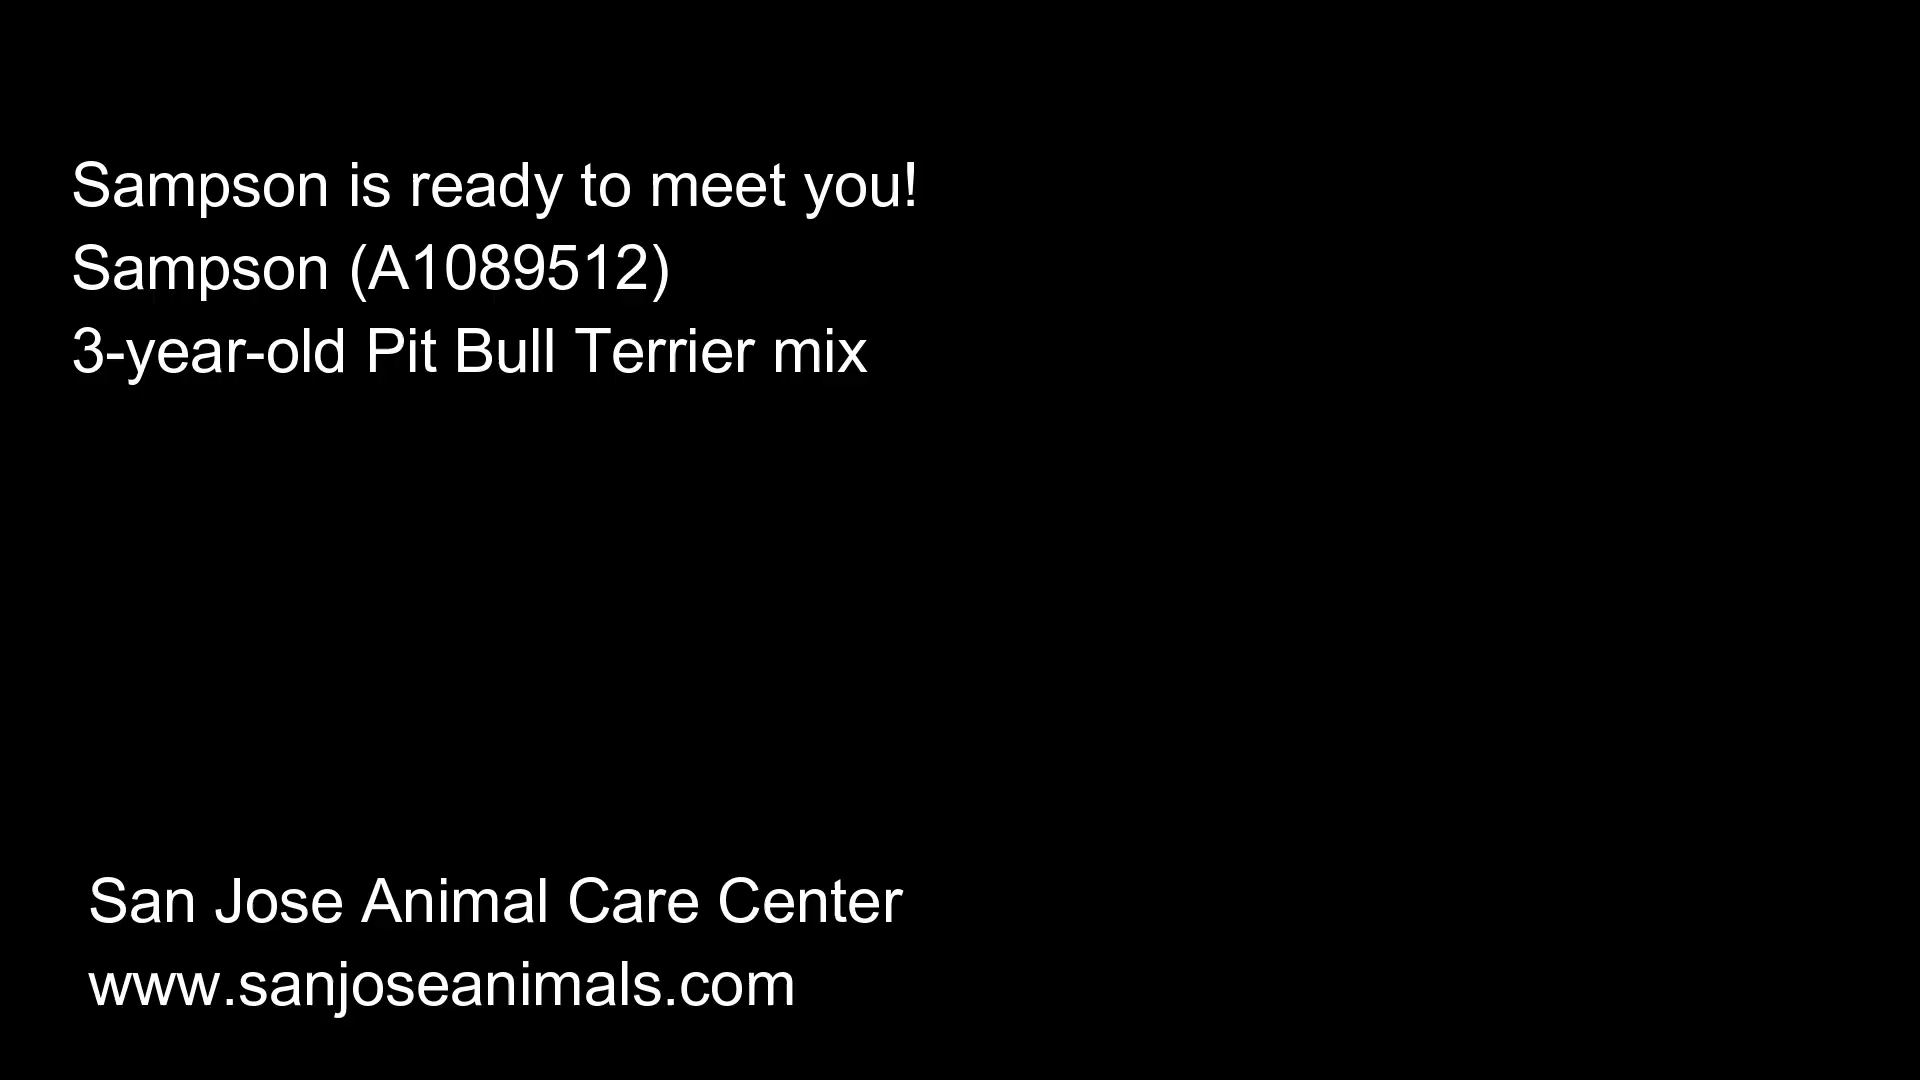 Sampson is ready to meet you!
Sampson (A1089512)
3-year-old Pit Bull Terrier mix
San Jose Animal Care Center
www.sanjoseanimals.com